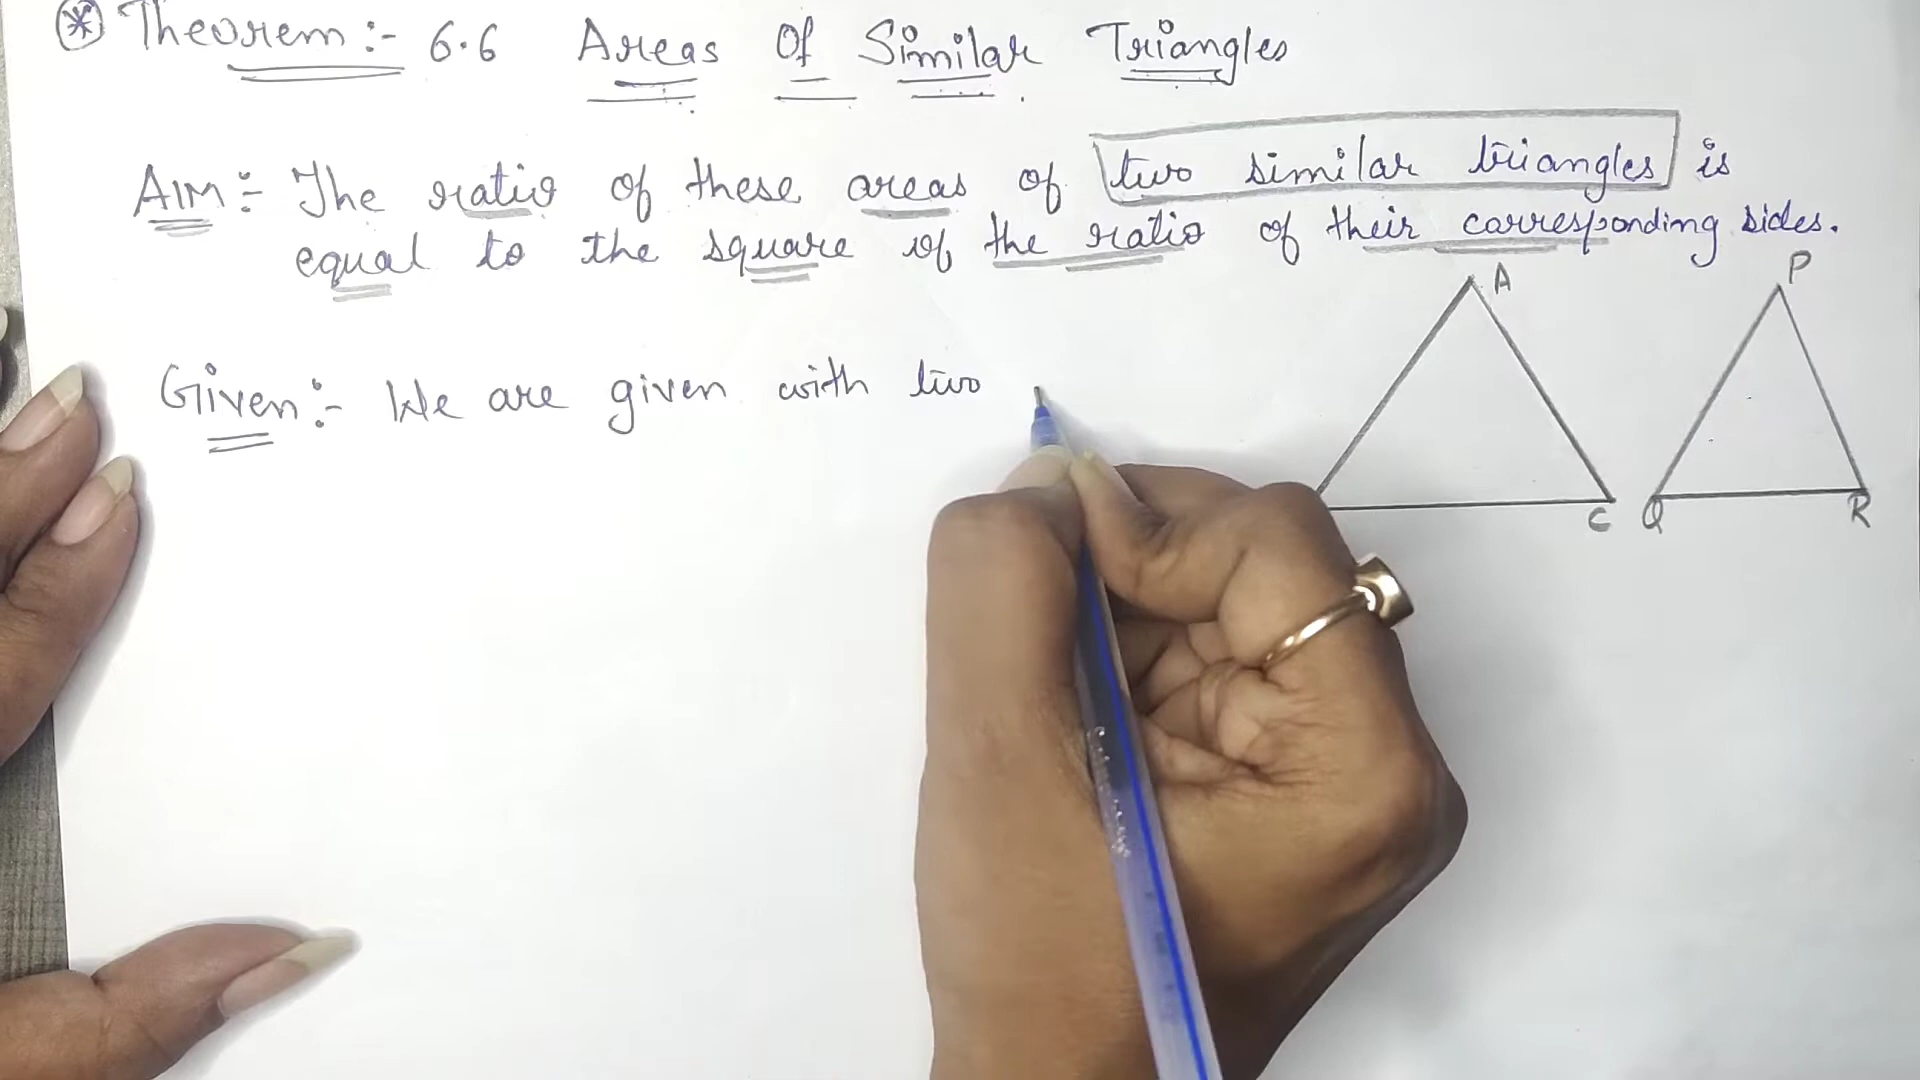 * Theorem :- 6.6 Areas Of Similar Triangles
AIM :- The ratio of these areas of two similar triangles is
equal to the square of the ratio of their corresponding sides.
A
P
Given :- We are given with two
C
Q
R